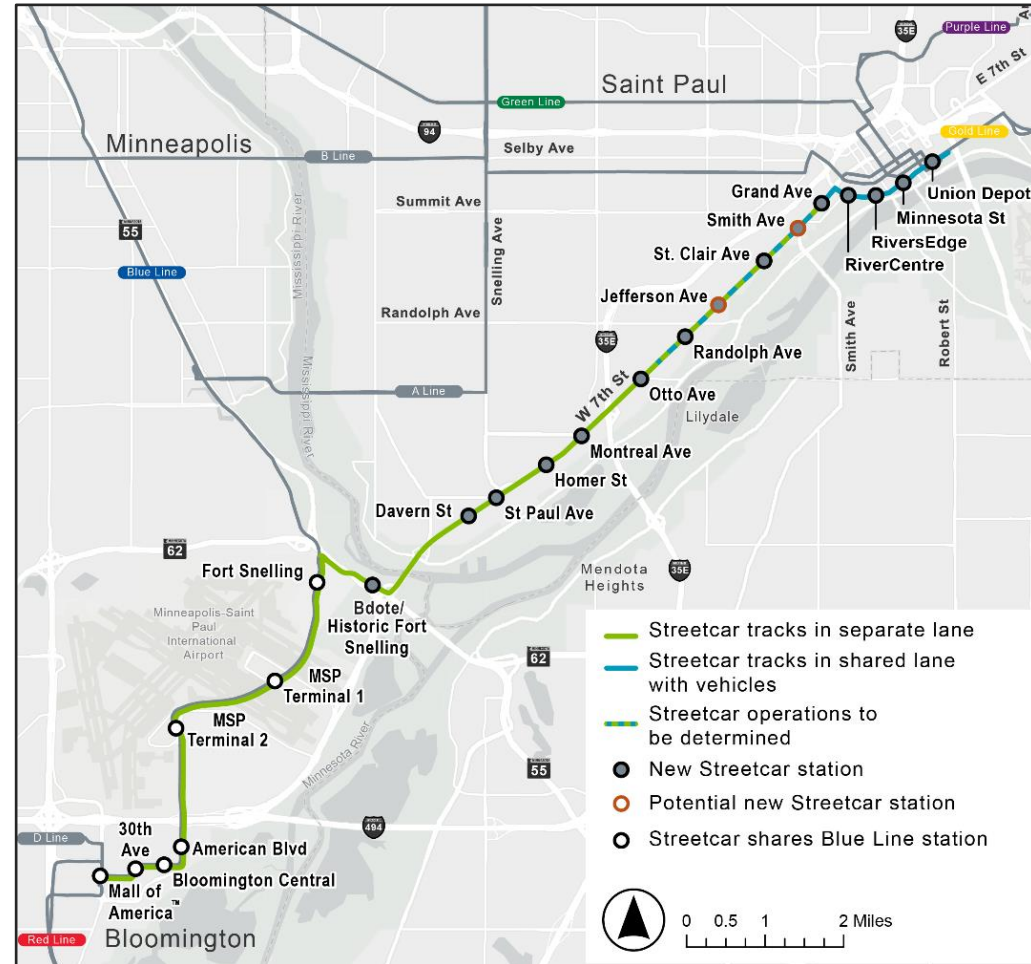 35E
Purple Line
E 7th St
Saint Paul
Green Line
94
Minneapolis
Gold Line
B Line
Selby Ave
Grand Ave
Union Depot
Summit Ave
Minnesota St
Smith Ave
RiversEdge
55
Mississippi River
Snelling Ave
St. Clair Ave
RiverCentre
Blue Line
Jefferson Ave
Randolph Ave
Smith Ave
Robert St
35E
Randolph Ave
Mississippi River
A Line
W 7th St
Otto Ave
Lilydale
Montreal Ave
Homer St
Davern St
St Paul Ave
62
Fort Snelling
Mendota
Heights
35E
Minneapolis-Saint
Paul
International
Airport
Bdote/
Historic Fort
Snelling
62
MSP
Terminal 1
MSP
Terminal 2
Minnesota River
55
494
D Line
30th
Ave
American Blvd
Bloomington Central
Mall of
America™
Red Line
Bloomington
Streetcar tracks in separate lane
Streetcar tracks in shared lane
with vehicles
Streetcar operations to
be determined
New Streetcar station
Potential new Streetcar station
Streetcar shares Blue Line station
0 0.5 1 2 Miles